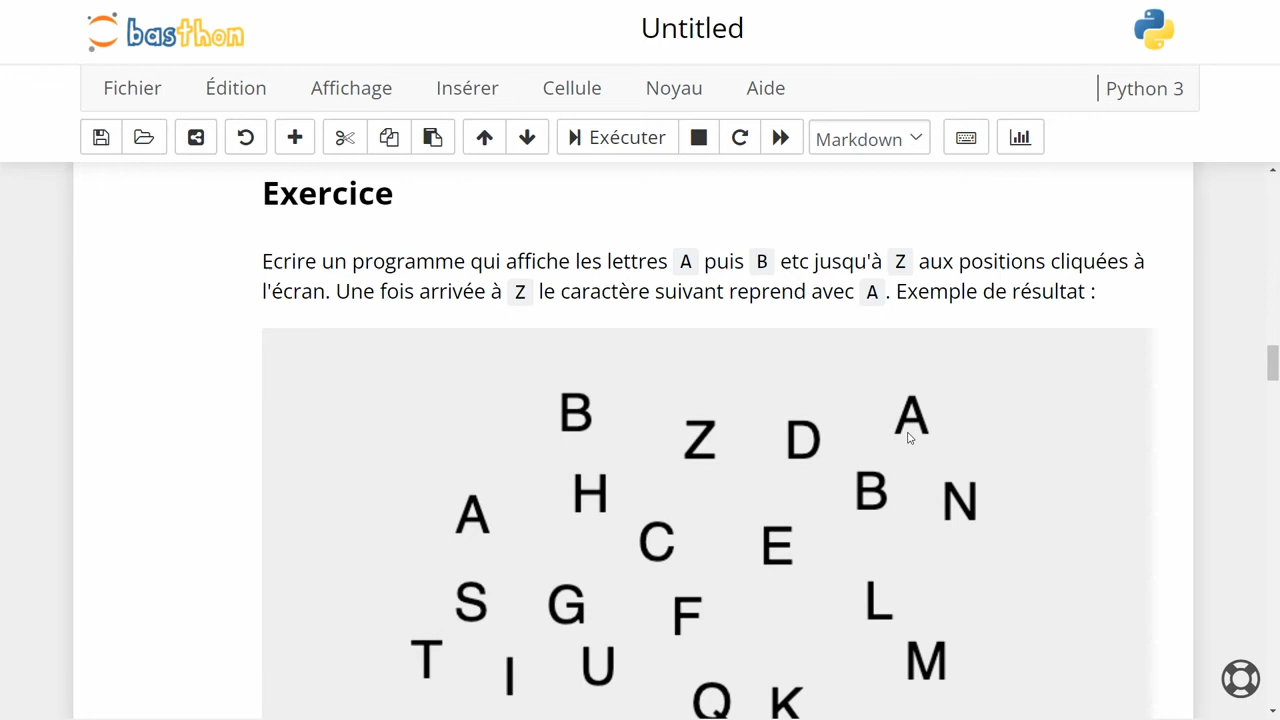 basthon
Untitled
Fichier Édition Affichage Insérer Cellule Noyau Aide Python 3
Exécuter Markdown
Exercice
Ecrire un programme qui affiche les lettres A puis B etc jusqu'à Z aux positions cliquées à
l'écran. Une fois arrivée à Z le caractère suivant reprend avec A. Exemple de résultat :
B Z D A
A H C E B N
S G F L
T I U M
Q K